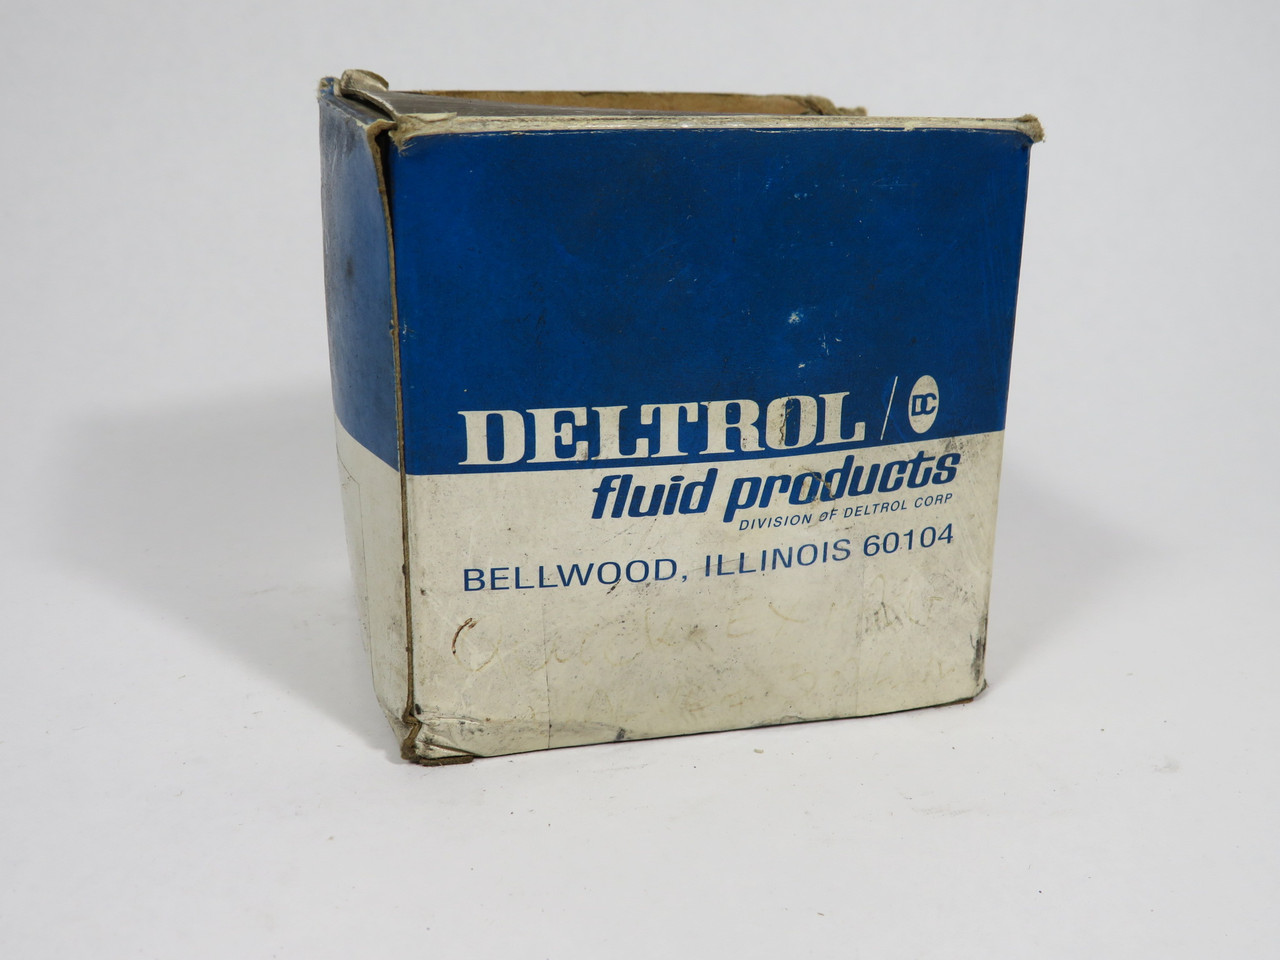 DELTROL / DC
fluid products
DIVISION OF DELTROL CORP
BELLWOOD, ILLINOIS 60104